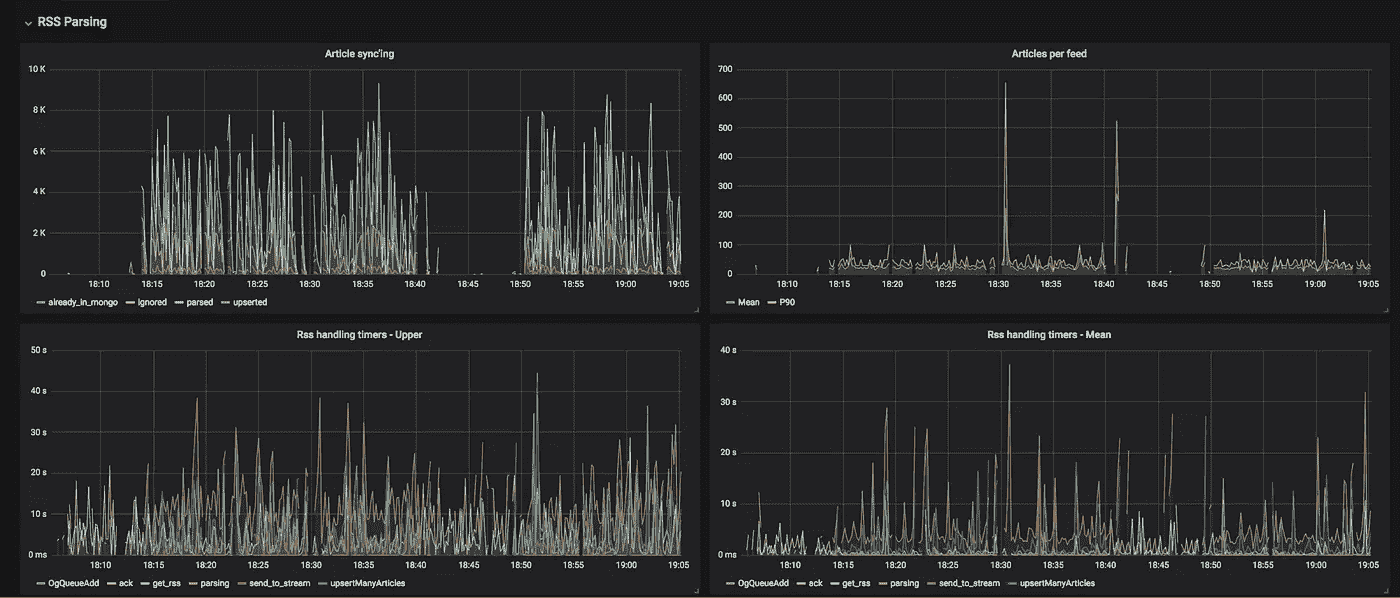 RSS Parsing
Article sync'ing
10 K
8 K
6 K
4 K
2 K
0
18:10 18:15 18:20 18:25 18:30 18:35 18:40 18:45 18:50 18:55 19:00 19:05
already_in_mongo ignored parsed upserted
Articles per feed
700
600
500
400
300
200
100
0
18:10 18:15 18:20 18:25 18:30 18:35 18:40 18:45 18:50 18:55 19:00 19:05
Mean P90
Rss handling timers - Upper
50 s
40 s
30 s
20 s
10 s
0 ms
18:10 18:15 18:20 18:25 18:30 18:35 18:40 18:45 18:50 18:55 19:00 19:05
OgQueueAdd ack get_rss parsing send_to_stream upsertManyArticles
Rss handling timers - Mean
40 s
30 s
20 s
10 s
0 ms
18:10 18:15 18:20 18:25 18:30 18:35 18:40 18:45 18:50 18:55 19:00 19:05
OgQueueAdd ack get_rss parsing send_to_stream upsertManyArticles